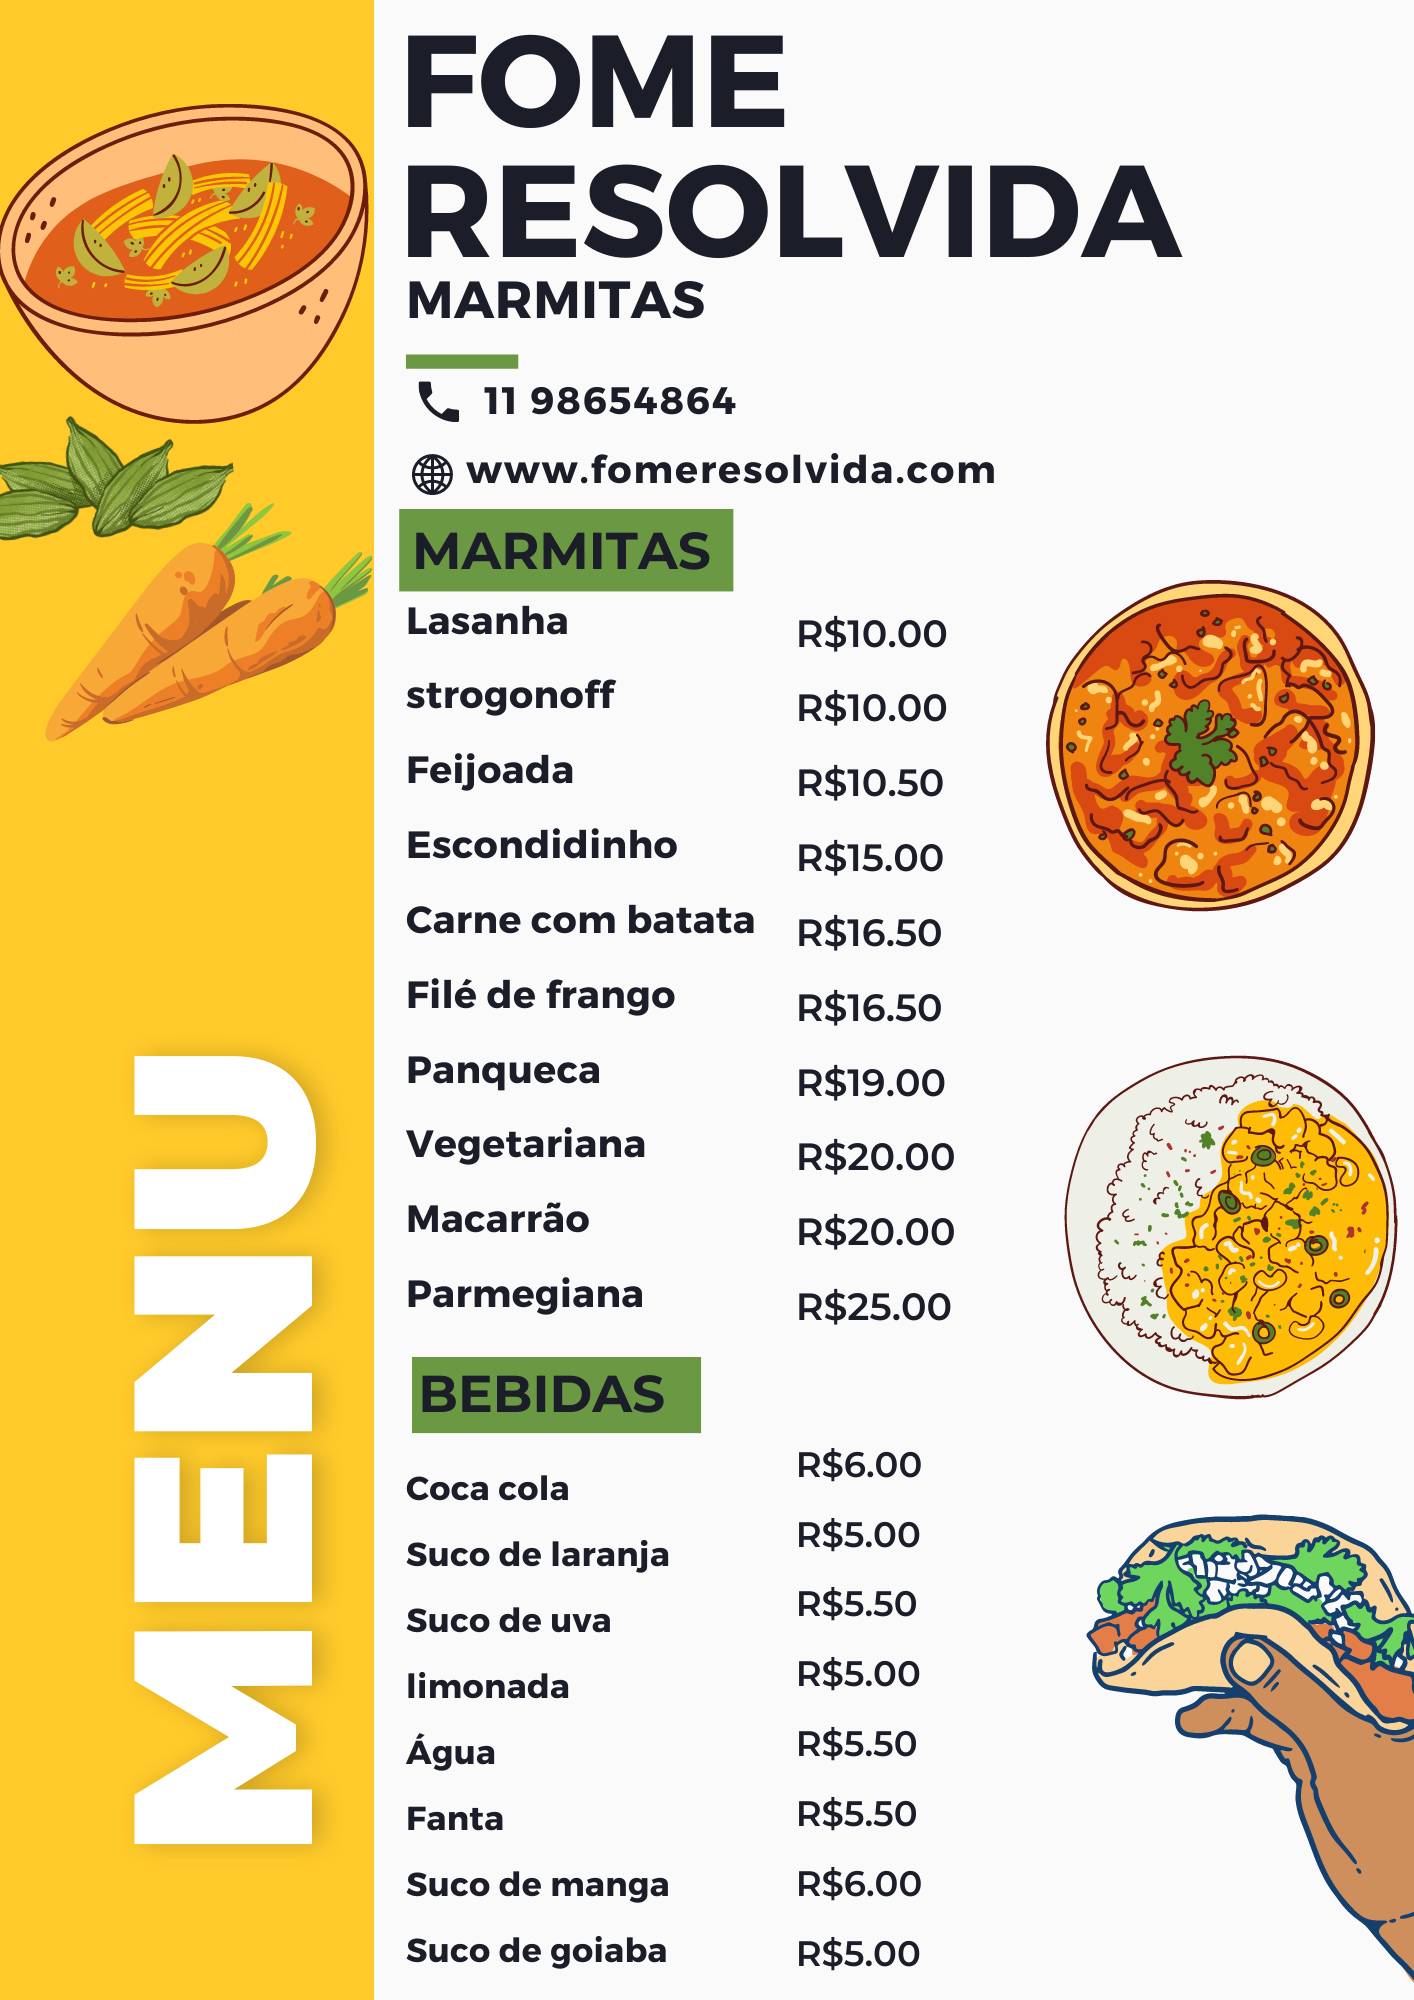 FOME
RESOLVIDA
MARMITAS
11 98654864
www.fomeresolvida.com
MARMITAS
Lasanha R$10.00
strogonoff R$10.00
Feijoada R$10.50
Escondidinho R$15.00
Carne com batata R$16.50
Filé de frango R$16.50
Panqueca R$19.00
Vegetariana R$20.00
Macarrão R$20.00
Parmegiana R$25.00
BEBIDAS
Coca cola R$6.00
Suco de laranja R$5.00
Suco de uva R$5.50
limonada R$5.00
Água R$5.50
Fanta R$5.50
Suco de manga R$6.00
Suco de goiaba R$5.00
MENU